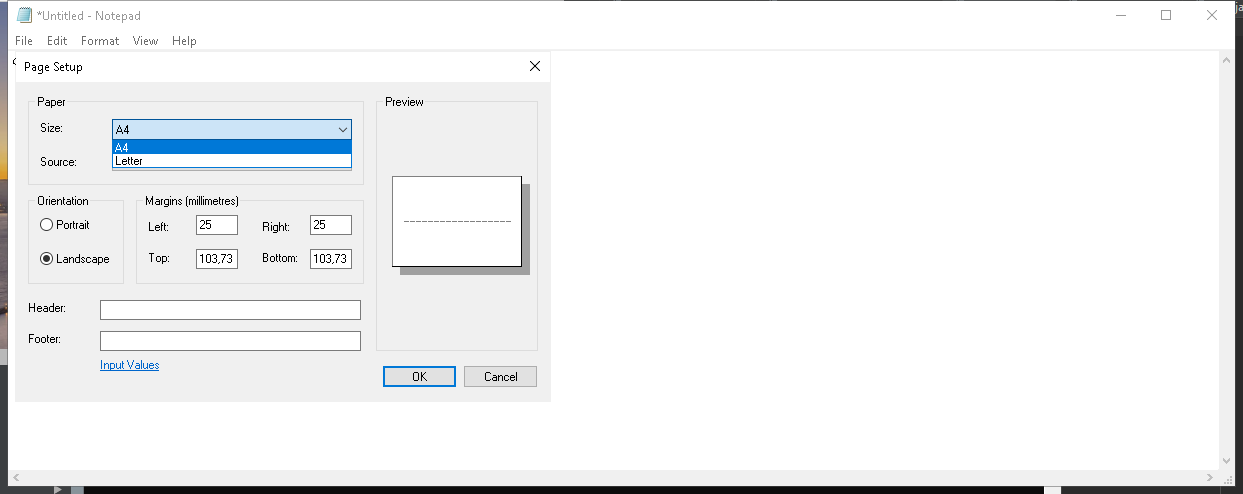 *Untitled - Notepad
File Edit Format View Help
Page Setup
Paper
Size: A4
A4
Letter
Source:
Orientation
Portrait
Landscape
Margins (millimetres)
Left: 25 Right: 25
Top: 103,73 Bottom: 103,73
Header:
Footer:
Input Values
Preview
OK Cancel